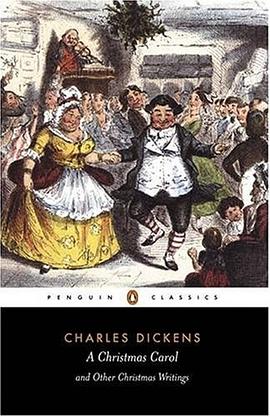 PENGUIN CLASSICS
CHARLES DICKENS
A Christmas Carol
and Other Christmas Writings